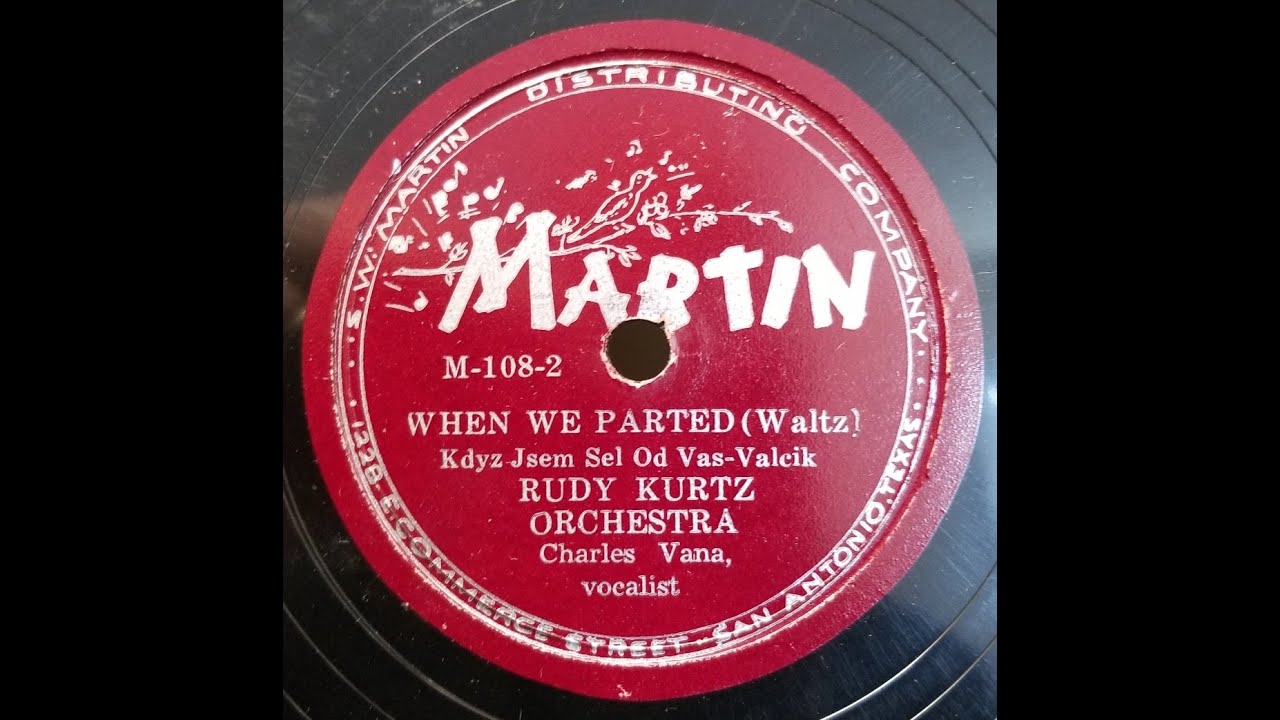 · S.W. MARTIN DISTRIBUTING COMPANY ·
MARTIN
M-108-2
WHEN WE PARTED (Waltz)
Kdyz Jsem Sel Od Vas-Valcik
RUDY KURTZ
ORCHESTRA
Charles Vana,
vocalist
· 1228 E. COMMERCE STREET - SAN ANTONIO, TEXAS ·